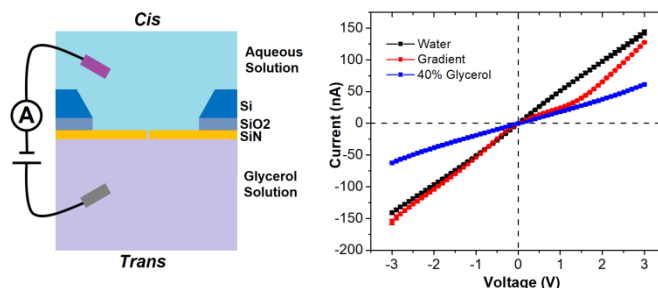 Cis
Aqueous
Solution
A
Si
SiO2
SiN
Glycerol
Solution
Trans
Current (nA)
150
100
50
0
-50
-100
-150
-200
Water
Gradient
40% Glycerol
-3 -2 -1 0 1 2 3
Voltage (V)